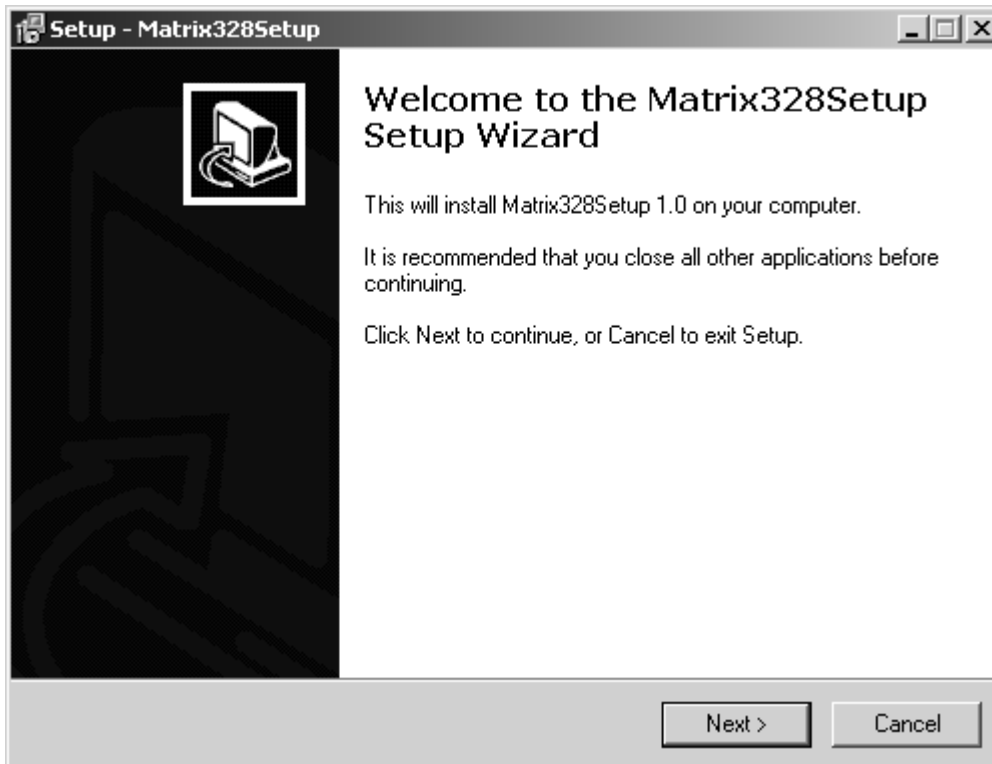 Setup - Matrix328Setup
Welcome to the Matrix328Setup
Setup Wizard
This will install Matrix328Setup 1.0 on your computer.
It is recommended that you close all other applications before
continuing.
Click Next to continue, or Cancel to exit Setup.
Next >
Cancel